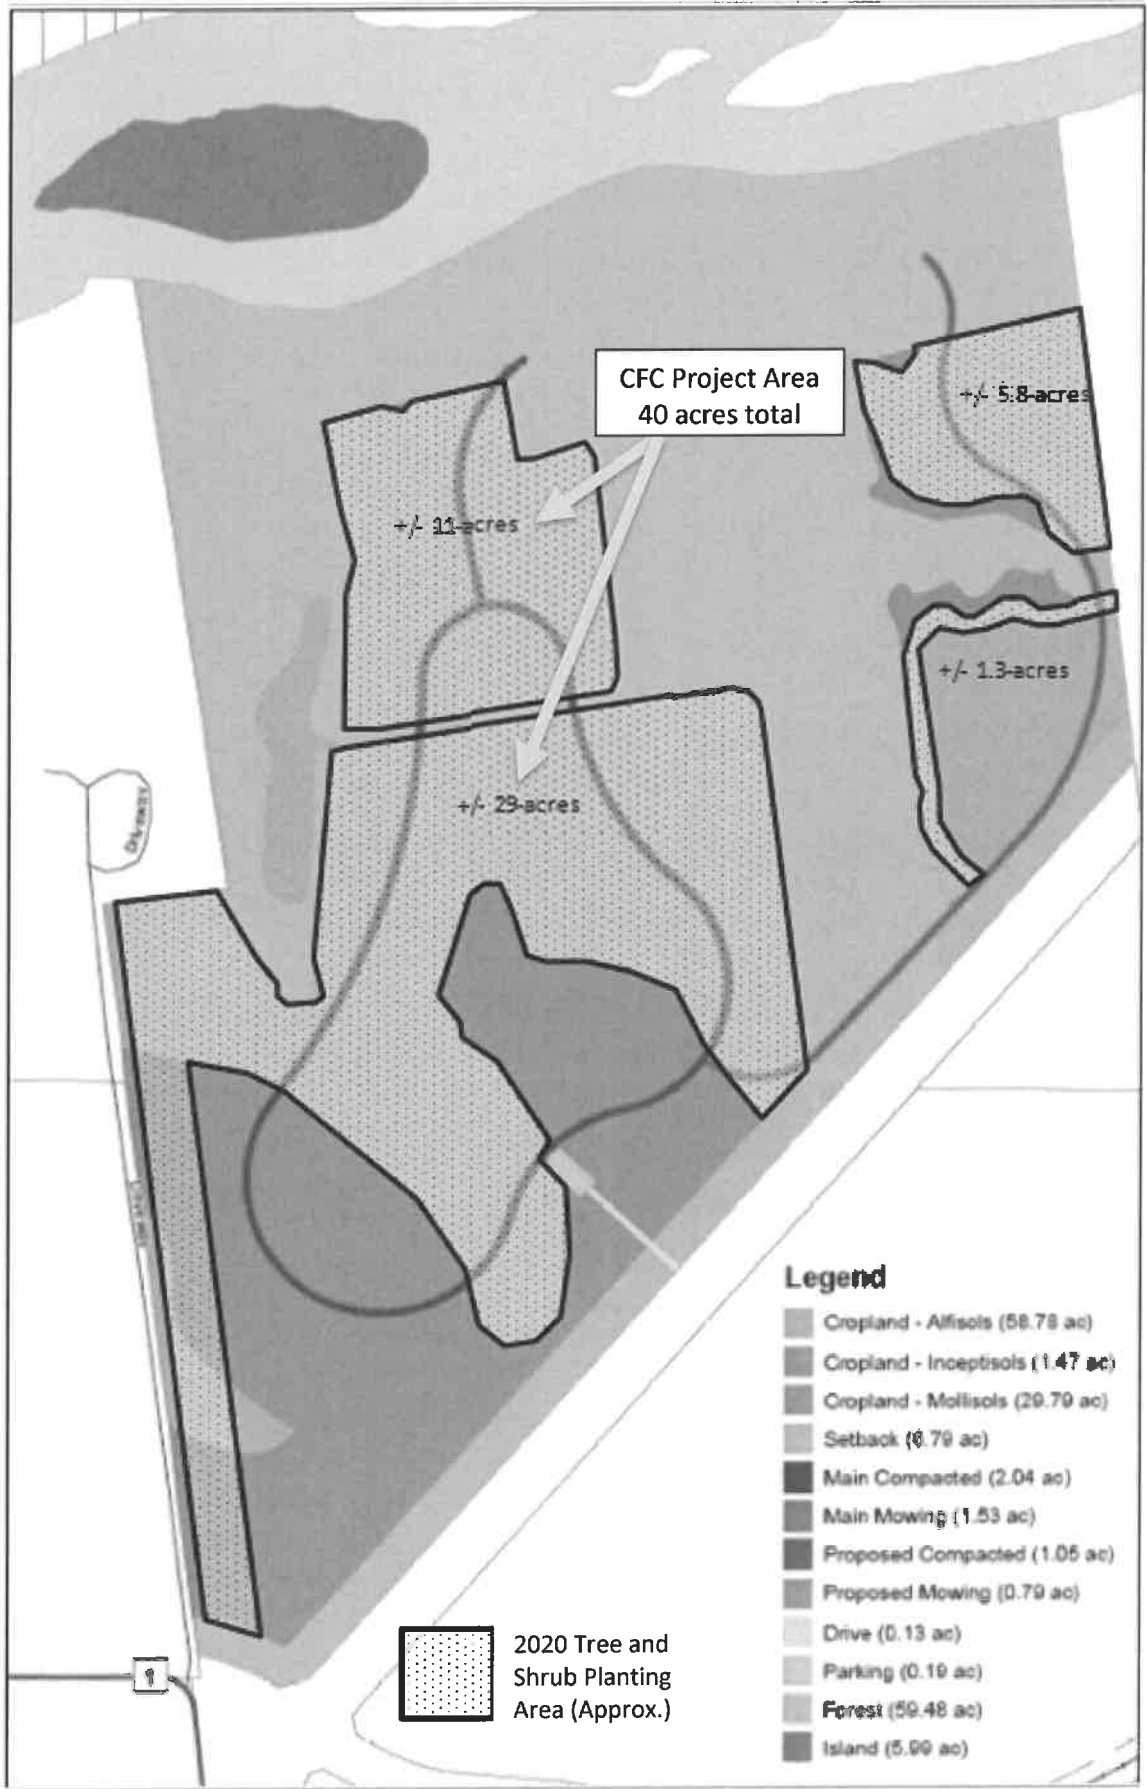 CFC Project Area
40 acres total
+/- 5.8-acres
+/- 11-acres
+/- 1.3-acres
+/- 29-acres
Driveway
Legend
Cropland - Alfisols (58.78 ac)
Cropland - Inceptisols (1.47 ac)
Cropland - Mollisols (29.79 ac)
Setback (6.79 ac)
Main Compacted (2.04 ac)
Main Mowing (1.53 ac)
Proposed Compacted (1.05 ac)
Proposed Mowing (0.79 ac)
Drive (0.13 ac)
Parking (0.19 ac)
Forest (59.48 ac)
Island (5.99 ac)
2020 Tree and
Shrub Planting
Area (Approx.)
1